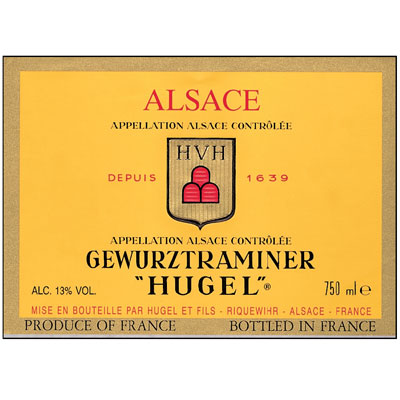 ALSACE
APPELLATION ALSACE CONTRÔLÉE
HVH
DEPUIS 1639
APPELLATION ALSACE CONTRÔLÉE
GEWURZTRAMINER
"HUGEL"®
ALC. 13% VOL. 750 ml e
MISE EN BOUTEILLE PAR HUGEL ET FILS - RIQUEWIHR - ALSACE - FRANCE
PRODUCE OF FRANCE BOTTLED IN FRANCE